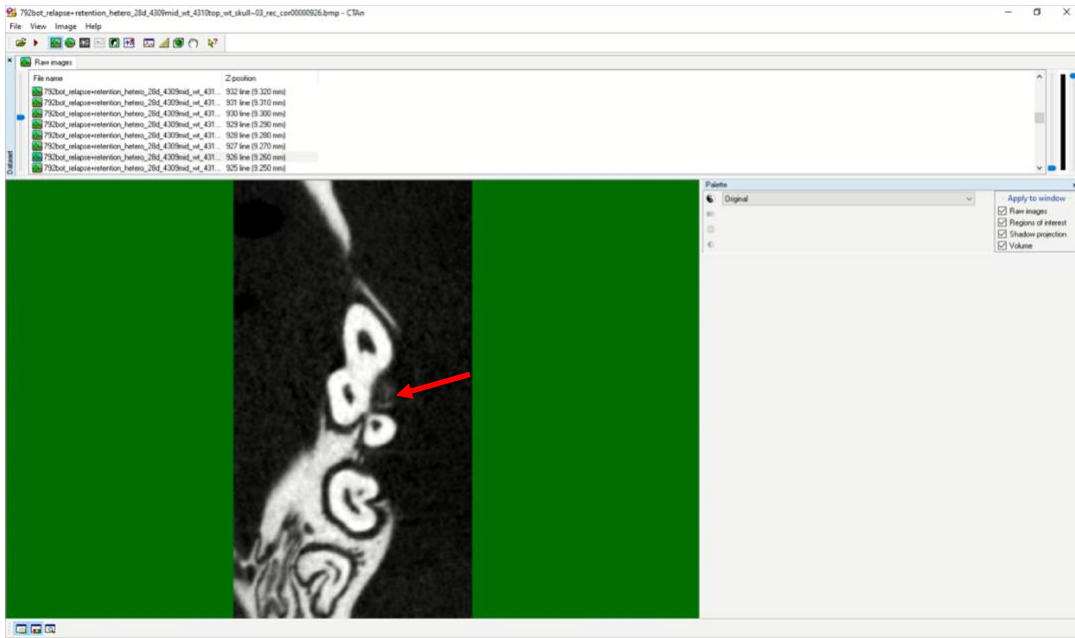 792bot_relapse+retention_hetero_28d_4309mid_wt_4310top_wt_skull~03_rec_cor00000926.bmp - CTAn
File View Image Help
Raw images
File name Z-position
792bot_relapse+retention_hetero_28d_4309mid_wt_431... 932 line (9.320 mm)
792bot_relapse+retention_hetero_28d_4309mid_wt_431... 931 line (9.310 mm)
792bot_relapse+retention_hetero_28d_4309mid_wt_431... 930 line (9.300 mm)
792bot_relapse+retention_hetero_28d_4309mid_wt_431... 929 line (9.290 mm)
792bot_relapse+retention_hetero_28d_4309mid_wt_431... 928 line (9.280 mm)
792bot_relapse+retention_hetero_28d_4309mid_wt_431... 927 line (9.270 mm)
792bot_relapse+retention_hetero_28d_4309mid_wt_431... 926 line (9.260 mm)
792bot_relapse+retention_hetero_28d_4309mid_wt_431... 925 line (9.250 mm)
Dataset
Palette
Original
Apply to window
Raw images
Regions of interest
Shadow projection
Volume